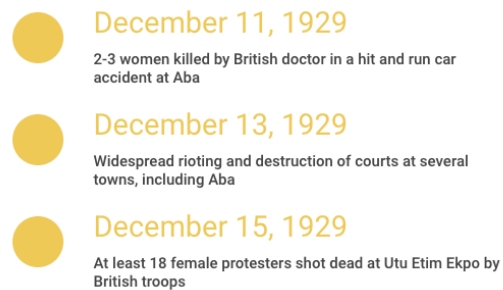 December 11, 1929
2-3 women killed by British doctor in a hit and run car
accident at Aba
December 13, 1929
Widespread rioting and destruction of courts at several
towns, including Aba
December 15, 1929
At least 18 female protesters shot dead at Utu Etim Ekpo by
British troops